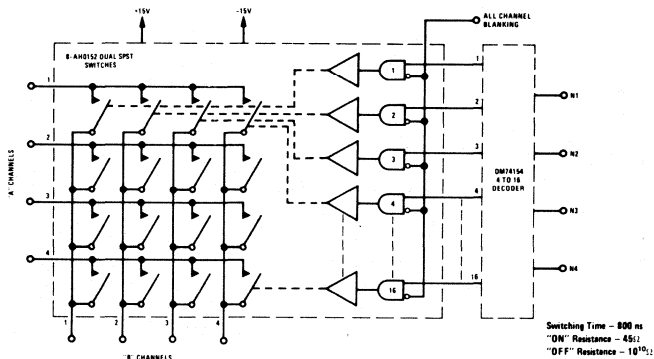 +15V
-15V
ALL CHANNEL
BLANKING
8-AH0152 DUAL SPST
SWITCHES
1
1
1
2
2
N1
2
3
3
N2
DM74154
4 TO 16
DECODER
"A" CHANNELS
3
4
4
N3
4
16
16
N4
1
2
3
4
"B" CHANNELS
Switching Time – 800 ns
"ON" Resistance – 45Ω
"OFF" Resistance – 10¹⁰Ω